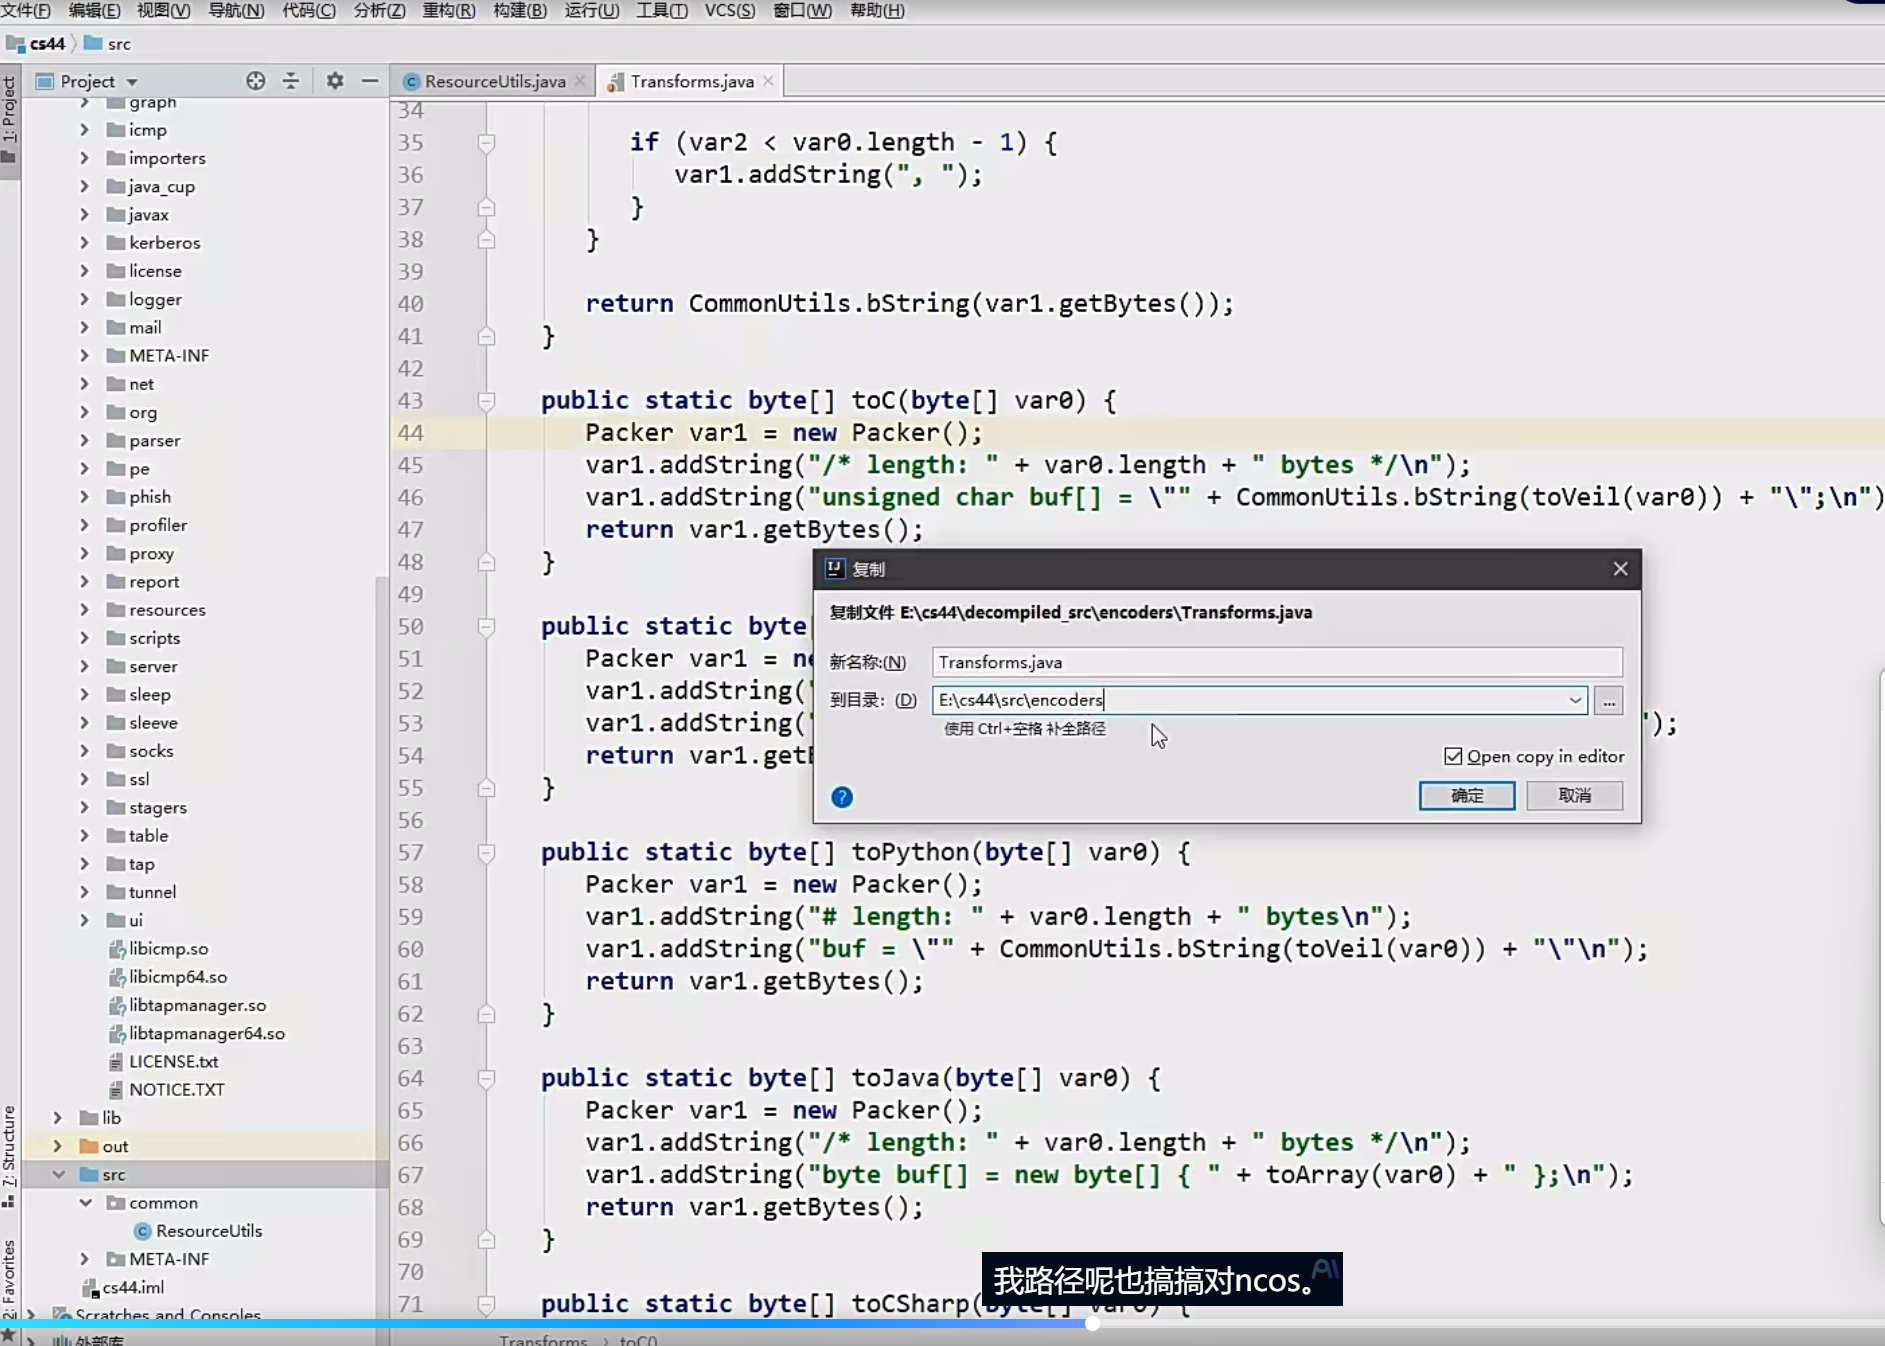 文件(F) 编辑(E) 视图(V) 导航(N) 代码(C) 分析(Z) 重构(R) 构建(B) 运行(U) 工具(T) VCS(S) 窗口(W) 帮助(H)
cs44 src
Project
ResourceUtils.java
Transforms.java
1: Project
7: Structure
2: Favorites
graph
icmp
importers
java_cup
javax
kerberos
license
logger
mail
META-INF
net
org
parser
pe
phish
profiler
proxy
report
resources
scripts
server
sleep
sleeve
socks
ssl
stagers
table
tap
tunnel
ui
libicmp.so
libicmp64.so
libtapmanager.so
libtapmanager64.so
LICENSE.txt
NOTICE.TXT
lib
out
src
common
ResourceUtils
META-INF
cs44.iml
Scratches and Consoles
外部库
34
35 if (var2 < var0.length - 1) {
36 var1.addString(", ");
37 }
38 }
39
40 return CommonUtils.bString(var1.getBytes());
41 }
42
43 public static byte[] toC(byte[] var0) {
44 Packer var1 = new Packer();
45 var1.addString("/* length: " + var0.length + " bytes */\n");
46 var1.addString("unsigned char buf[] = \"" + CommonUtils.bString(toVeil(var0)) + "\";\n")
47 return var1.getBytes();
48 }
49
50 public static byte
51 Packer var1 =
52 var1.addString(
53 var1.addString( ");
54 return var1.get
55 }
56
57 public static byte[] toPython(byte[] var0) {
58 Packer var1 = new Packer();
59 var1.addString("# length: " + var0.length + " bytes\n");
60 var1.addString("buf = \"" + CommonUtils.bString(toVeil(var0)) + "\"\n");
61 return var1.getBytes();
62 }
63
64 public static byte[] toJava(byte[] var0) {
65 Packer var1 = new Packer();
66 var1.addString("/* length: " + var0.length + " bytes */\n");
67 var1.addString("byte buf[] = new byte[] { " + toArray(var0) + " };\n");
68 return var1.getBytes();
69 }
70
71 public static byte[] toCSharp(byte[] var0) {
复制
复制文件 E:\cs44\decompiled_src\encoders\Transforms.java
新名称:(N) Transforms.java
到目录: (D) E:\cs44\src\encoders
...
使用 Ctrl+空格 补全路径
Open copy in editor
?
确定 取消
我路径呢也搞搞对ncos。
AI
Transforms > toC()